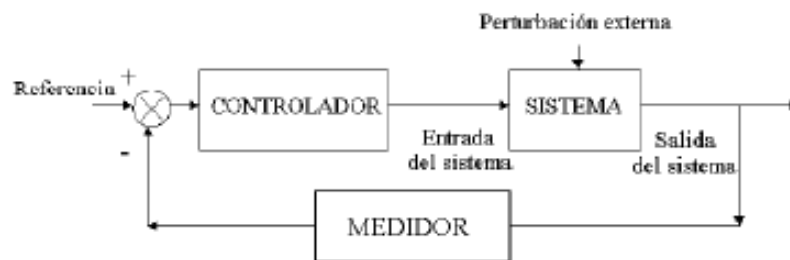 Perturbación externa
+
Referencia
CONTROLADOR
SISTEMA
Entrada
del sistema
Salida
del sistema
-
MEDIDOR